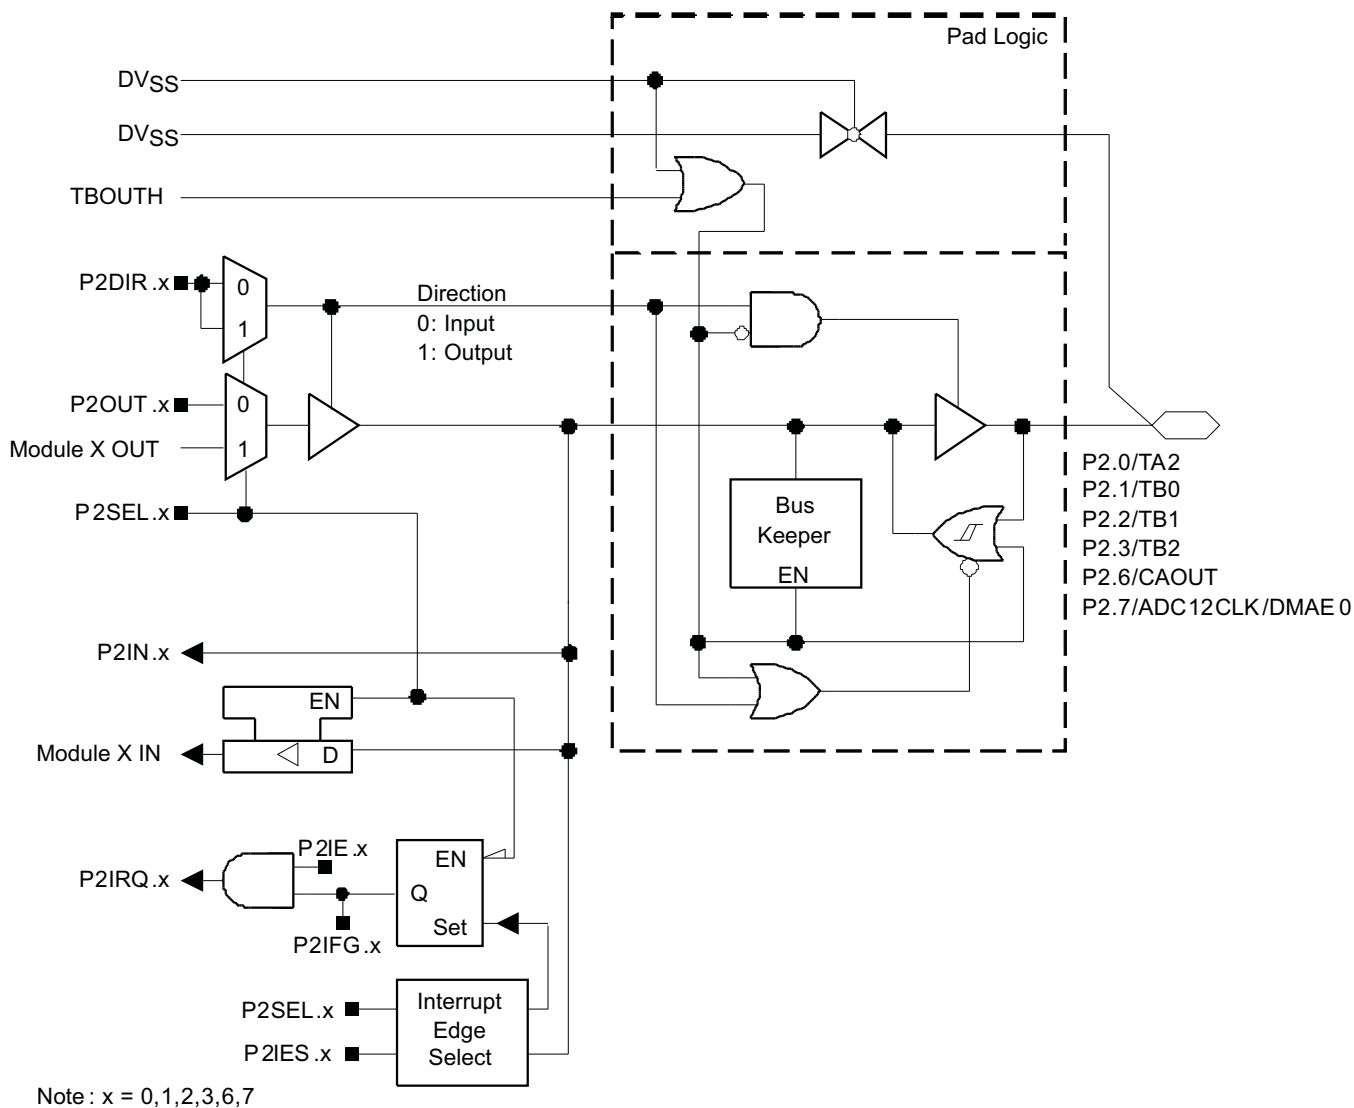 Pad Logic
DVSS
DVSS
TBOUTH
P2DIR.x
0
1
Direction
0: Input
1: Output
P2OUT.x
0
Module X OUT
1
P2SEL.x
Bus
Keeper
EN
P2.0/TA2
P2.1/TB0
P2.2/TB1
P2.3/TB2
P2.6/CAOUT
P2.7/ADC12CLK/DMAE0
P2IN.x
EN
Module X IN
D
P2IE.x
P2IRQ.x
EN
Q
Set
P2IFG.x
P2SEL.x
P2IES.x
Interrupt
Edge
Select
Note: x = 0,1,2,3,6,7